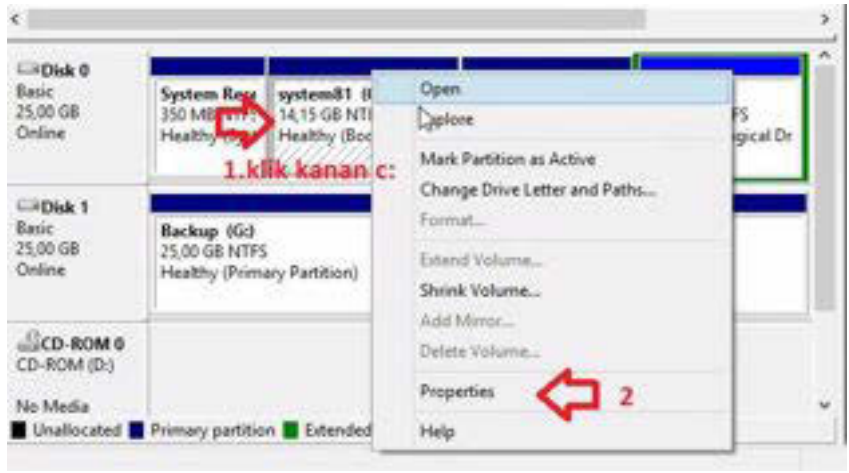 Disk 0
Basic
25,00 GB
Online
System Rese
350 MB NTFS
Healthy
system81
14,15 GB NTI
Healthy (Boo
FS
ogical Dr
1.klik kanan c:
Disk 1
Basic
25,00 GB
Online
Backup (G:)
25,00 GB NTFS
Healthy (Primary Partition)
CD-ROM 0
CD-ROM (D:)
No Media
Unallocated Primary partition Extended
Open
Explore
Mark Partition as Active
Change Drive Letter and Paths...
Format...
Extend Volume...
Shrink Volume...
Add Mirror...
Delete Volume...
Properties 2
Help